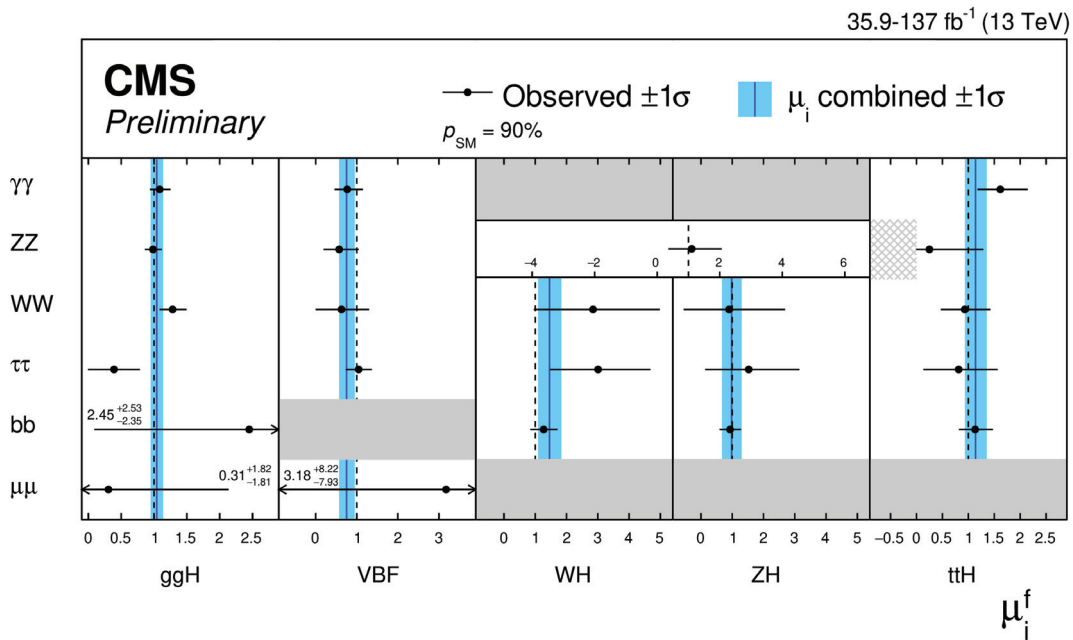 35.9-137 fb⁻¹ (13 TeV)
CMS
Preliminary
Observed ±1σ
p_SM = 90%
μ_i combined ±1σ
γγ
ZZ
−4 −2 0 2 4 6
WW
ττ
bb
2.45 +2.53 −2.35
μμ
0.31 +1.82 −1.81
3.18 +8.22 −7.93
0 0.5 1 1.5 2 2.5 0 1 2 3 0 1 2 3 4 5 0 1 2 3 4 5 −0.5 0 0.5 1 1.5 2 2.5
ggH VBF WH ZH ttH
μ_i^f